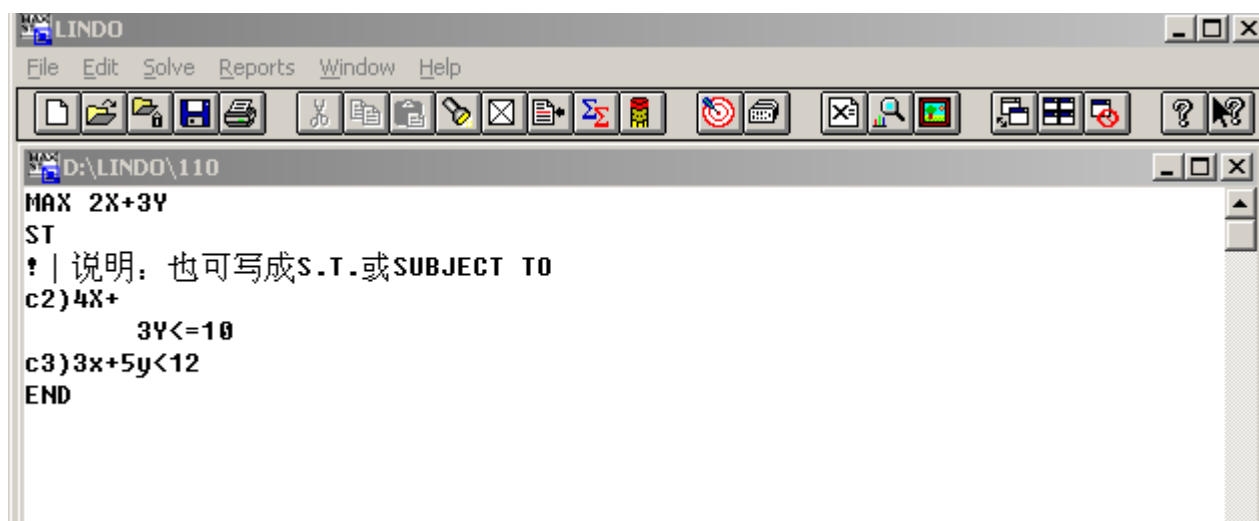 LINDO
File Edit Solve Reports Window Help
D:\LINDO\110
MAX 2X+3Y
ST
!|说明：也可写成S.T.或SUBJECT TO
c2)4X+
3Y<=10
c3)3x+5y<12
END